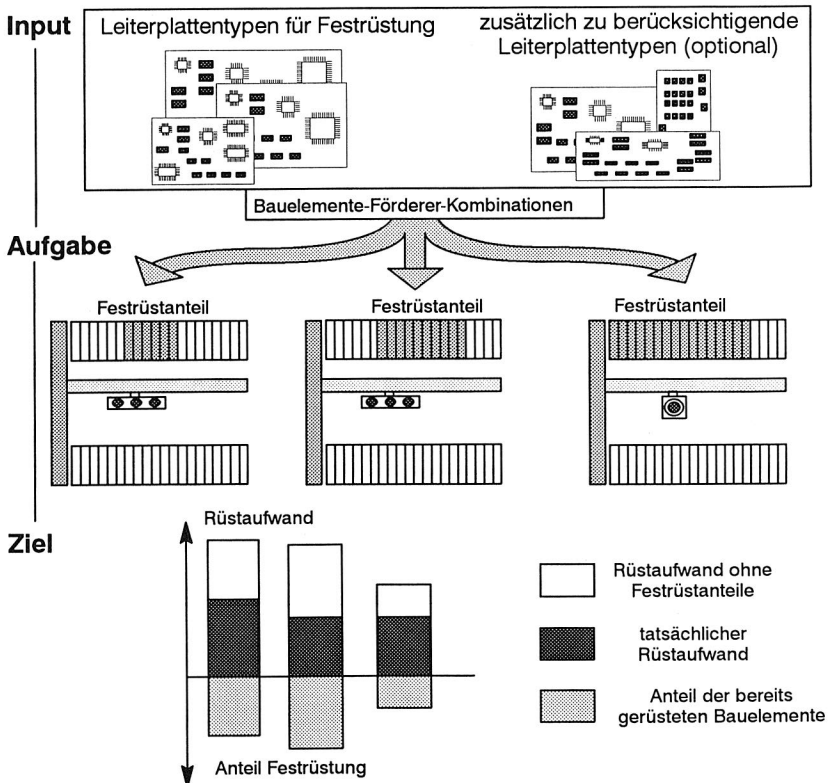 Input
Leiterplattentypen für Festrüstung
zusätzlich zu berücksichtigende
Leiterplattentypen (optional)
Bauelemente-Förderer-Kombinationen
Aufgabe
Festrüstanteil
Festrüstanteil
Festrüstanteil
Ziel
Rüstaufwand
Rüstaufwand ohne
Festrüstanteile
tatsächlicher
Rüstaufwand
Anteil der bereits
gerüsteten Bauelemente
Anteil Festrüstung